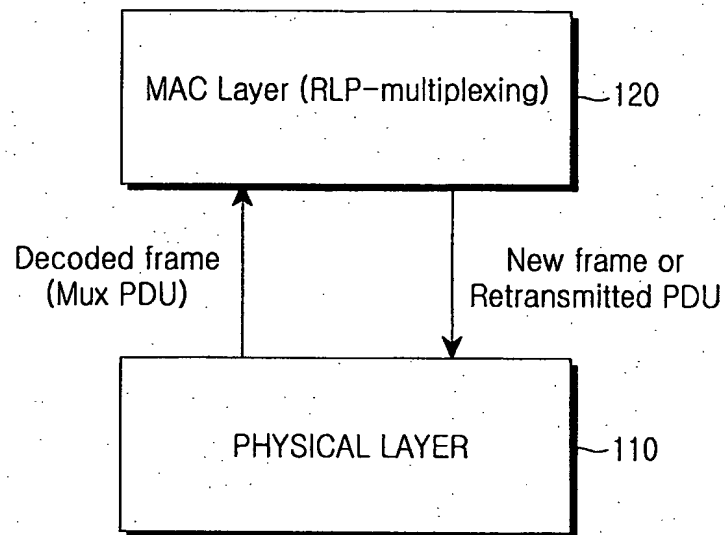 MAC Layer (RLP-multiplexing)
120
Decoded frame
(Mux PDU)
New frame or
Retransmitted PDU
PHYSICAL LAYER
110